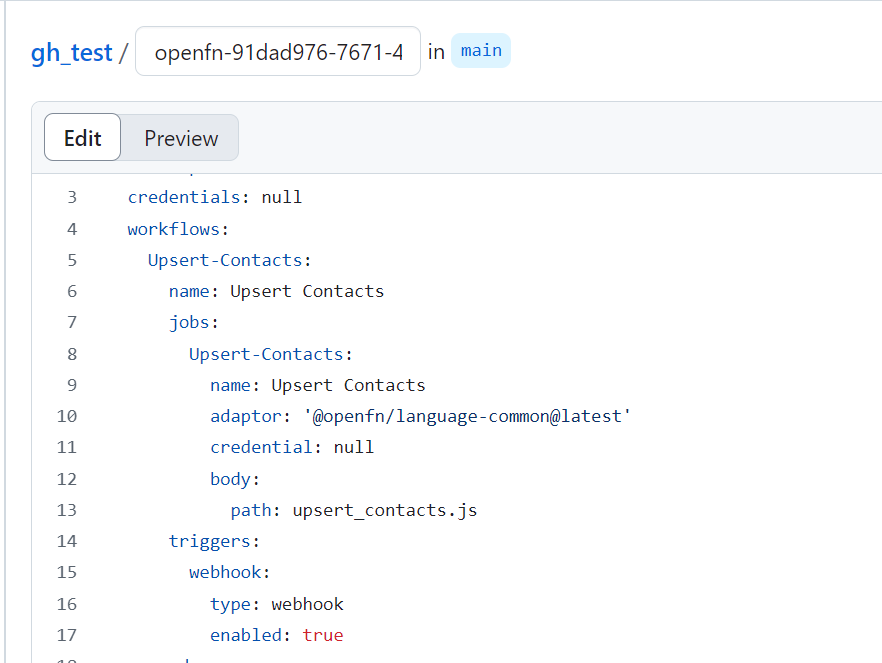 gh_test / openfn-91dad976-7671-4 in main
Edit Preview
3 credentials: null
4 workflows:
5 Upsert-Contacts:
6 name: Upsert Contacts
7 jobs:
8 Upsert-Contacts:
9 name: Upsert Contacts
10 adaptor: '@openfn/language-common@latest'
11 credential: null
12 body:
13 path: upsert_contacts.js
14 triggers:
15 webhook:
16 type: webhook
17 enabled: true